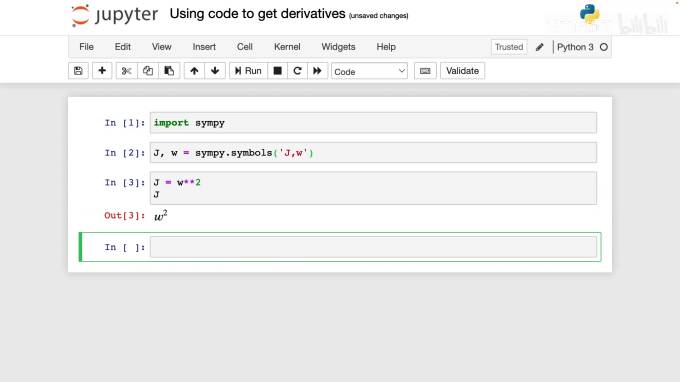 jupyter Using code to get derivatives (unsaved changes)
bilibili
File Edit View Insert Cell Kernel Widgets Help Trusted Python 3
Run Code Validate
In [1]: import sympy
In [2]: J, w = sympy.symbols('J,w')
In [3]: J = w**2
J
Out[3]: w²
In [ ]: